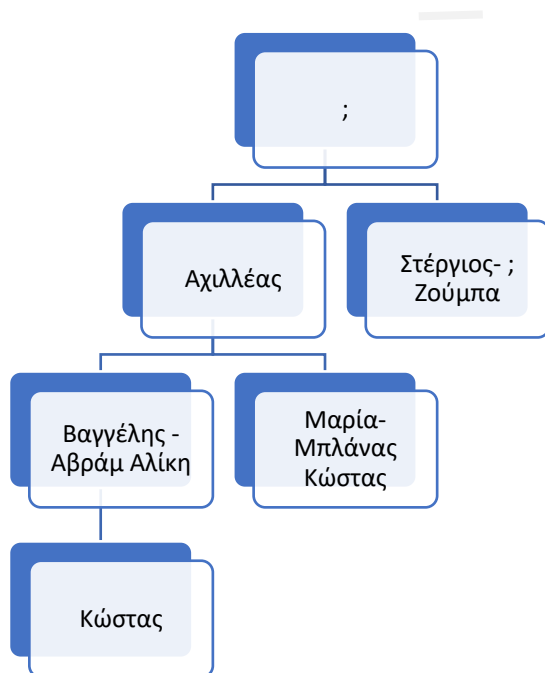 ;
Αχιλλέας
Στέργιος- ;
Ζούμπα
Βαγγέλης -
Αβράμ Αλίκη
Μαρία-
Μπλάνας
Κώστας
Κώστας